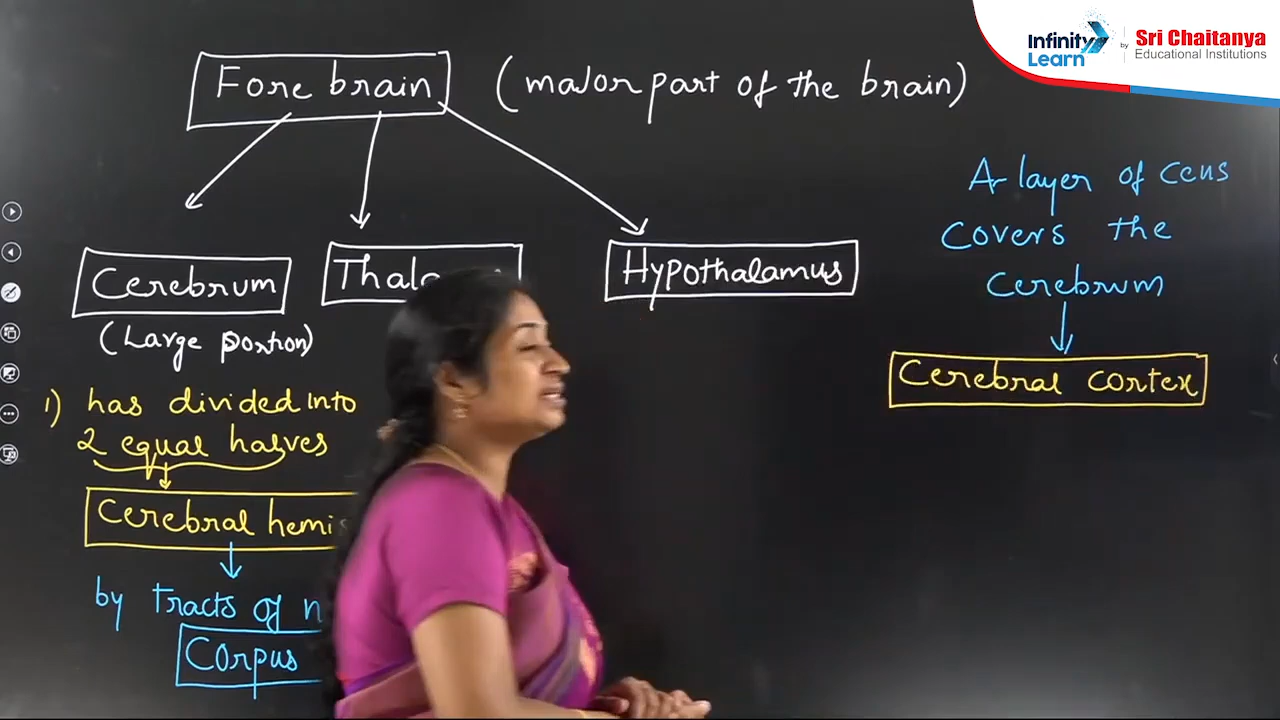 Infinity Learn
by
Sri Chaitanya
Educational Institutions
Fore brain (major part of the brain)
Cerebrum
Hypothalamus
(Large portion)
1) has divided into
2 equal halves
Cerebral
by tracts of
Corpus
A layer of cells
covers the
cerebrum
Cerebral cortex